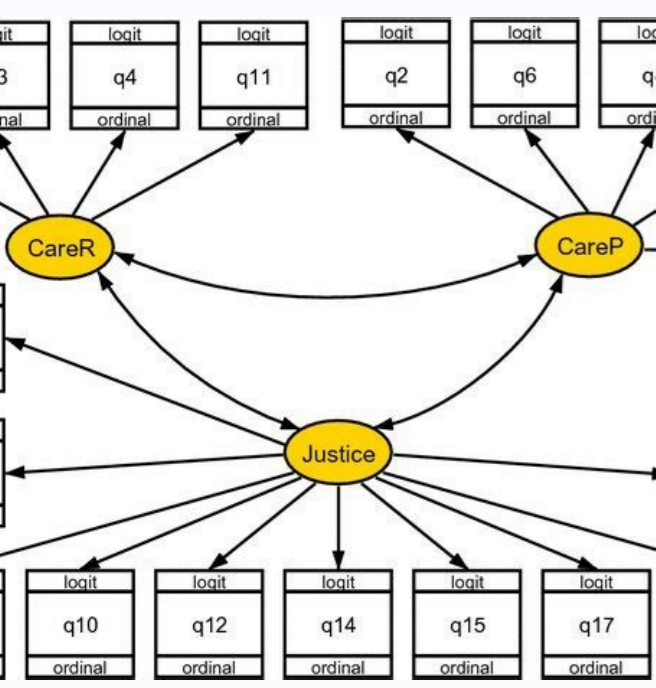 logit logit logit logit
q4 q11 q2 q6
ordinal ordinal ordinal ordinal
CareR CareP
Justice
logit logit logit logit logit
q10 q12 q14 q15 q17
ordinal ordinal ordinal ordinal ordinal